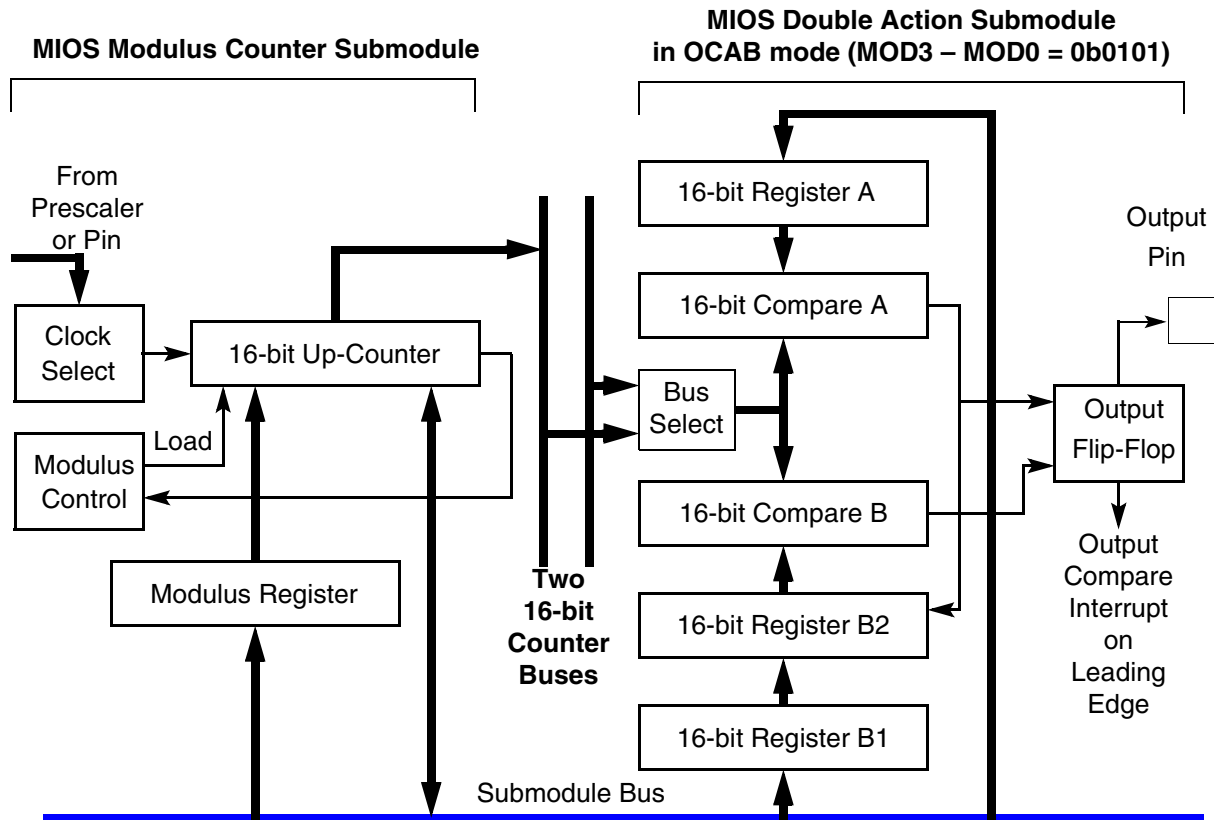 MIOS Modulus Counter Submodule
MIOS Double Action Submodule
in OCAB mode (MOD3 – MOD0 = 0b0101)
From
Prescaler
or Pin
Clock
Select
16-bit Up-Counter
Load
Modulus
Control
Modulus Register
Two
16-bit
Counter
Buses
16-bit Register A
16-bit Compare A
Bus
Select
16-bit Compare B
16-bit Register B2
16-bit Register B1
Output
Pin
Output
Flip-Flop
Output
Compare
Interrupt
on
Leading
Edge
Submodule Bus